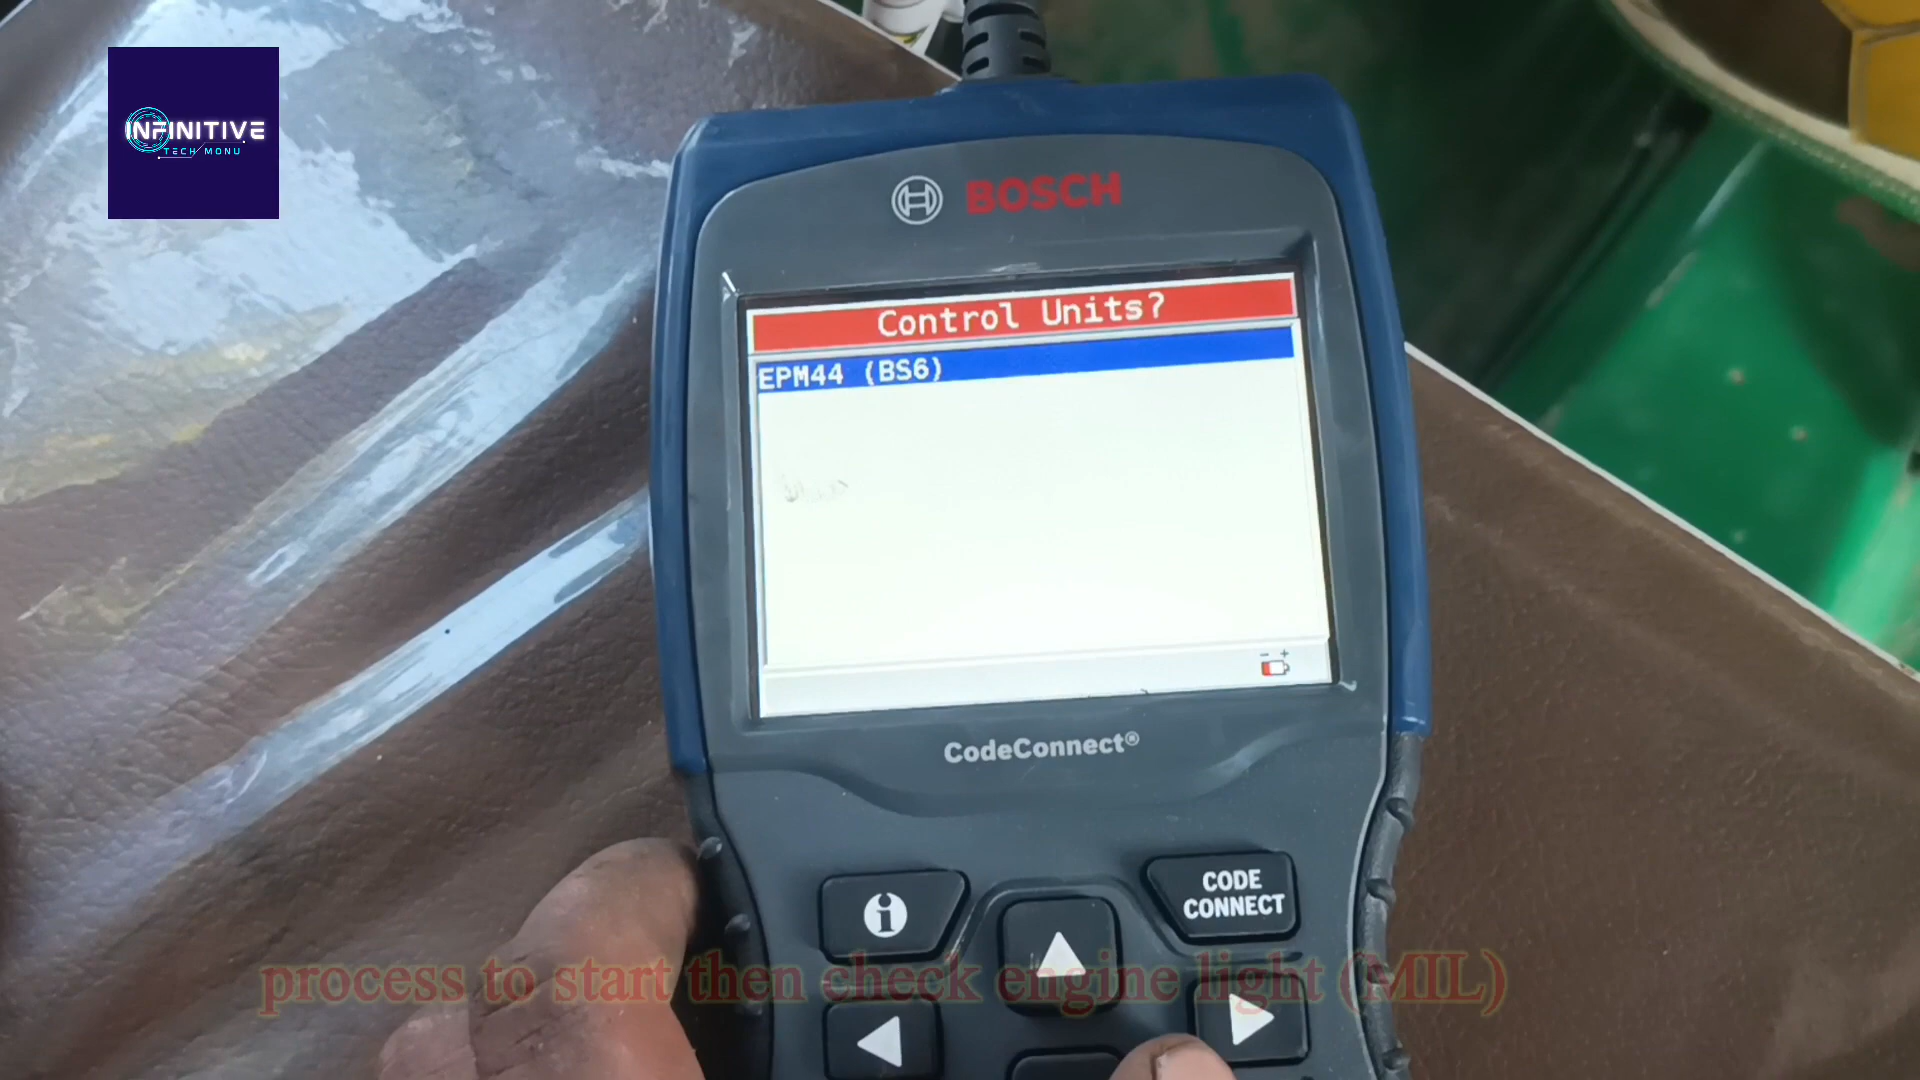 INFINITIVE
TECH MONU
BOSCH
Control Units?
EPM44 (BS6)
CodeConnect®
CODE
CONNECT
process to start then check engine light (MIL)